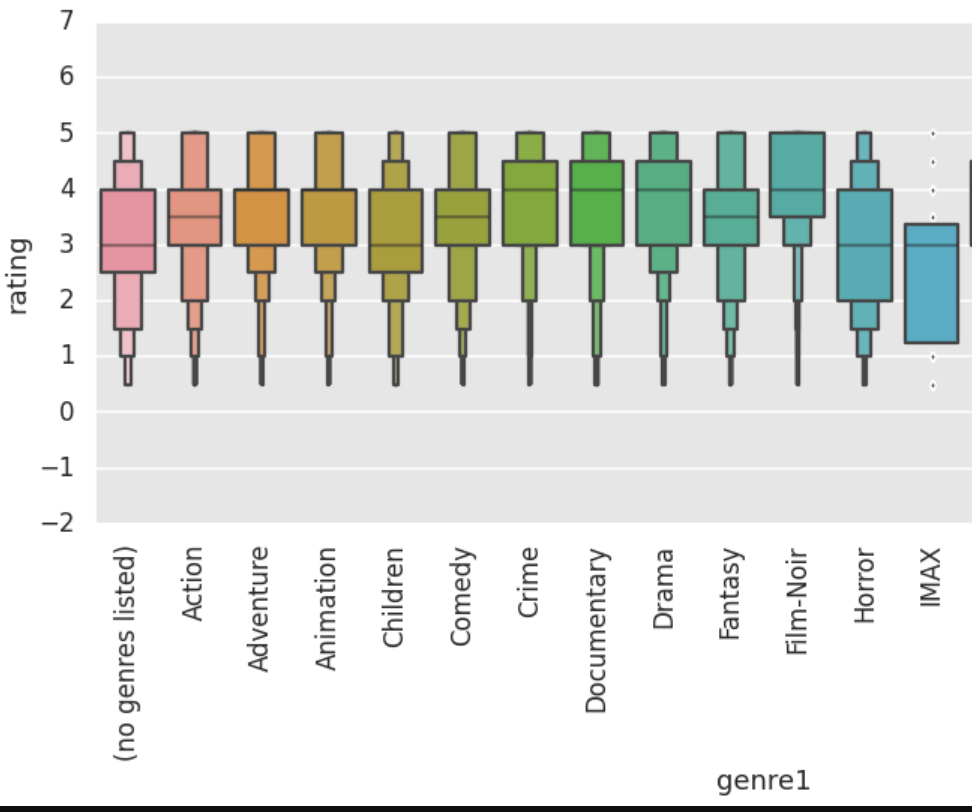 7
6
5
4
3
2
1
0
−1
−2
rating
(no genres listed)
Action
Adventure
Animation
Children
Comedy
Crime
Documentary
Drama
Fantasy
Film-Noir
Horror
IMAX
genre1